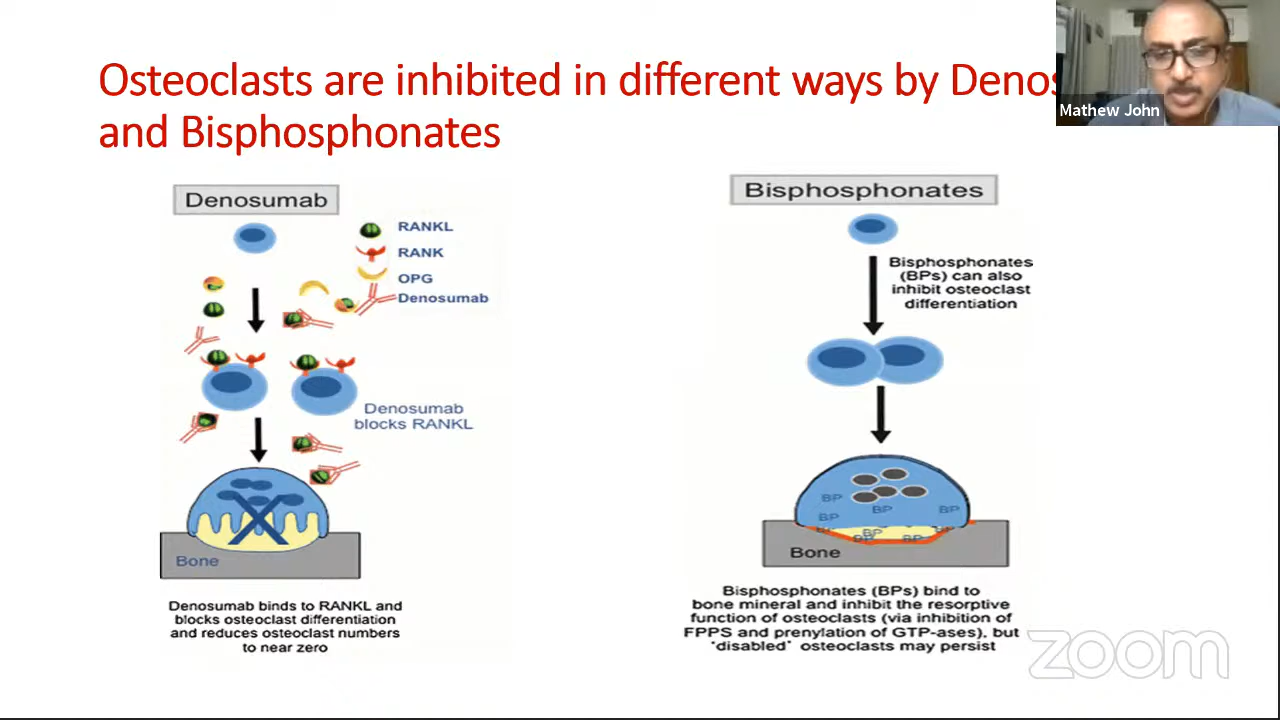 Osteoclasts are inhibited in different ways by Denos
and Bisphosphonates
Mathew John
Denosumab
RANKL
RANK
OPG
Denosumab
Denosumab
blocks RANKL
Bone
Denosumab binds to RANKL and
blocks osteoclast differentiation
and reduces osteoclast numbers
to near zero
Bisphosphonates
Bisphosphonates
(BPs) can also
inhibit osteoclast
differentiation
BP
BP
BP
BP
BP
BP
BP
BP
Bone
Bisphosphonates (BPs) bind to
bone mineral and inhibit the resorptive
function of osteoclasts (via inhibition of
FPPS and prenylation of GTP-ases), but
"disabled" osteoclasts may persist
zoom